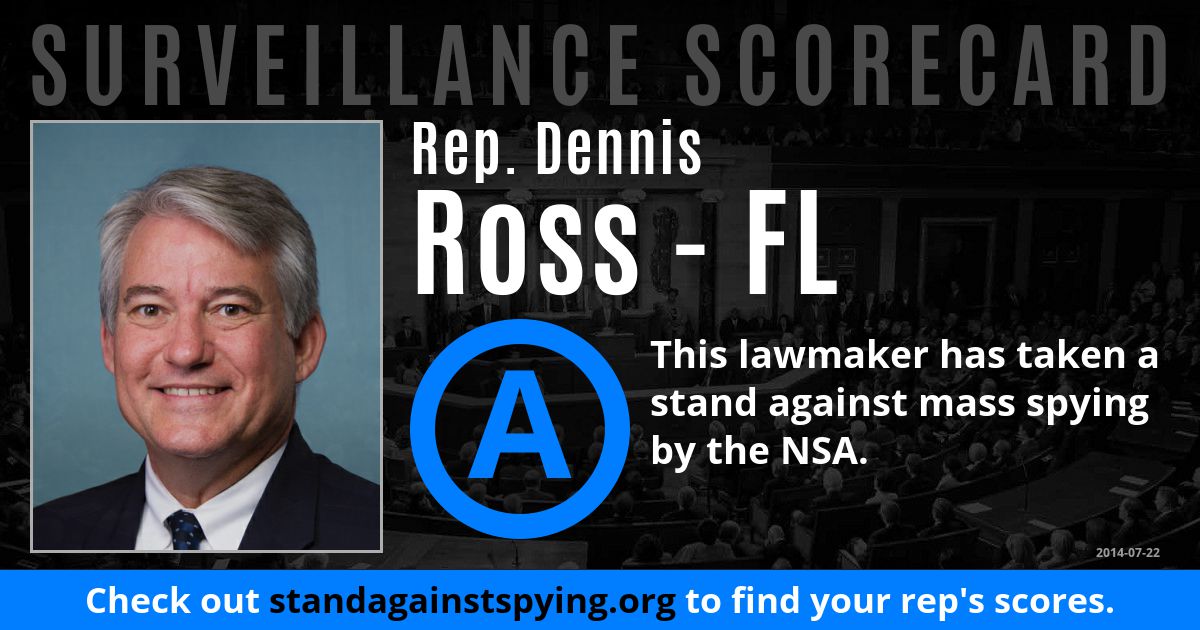 SURVEILLANCE SCORECARD
Rep. Dennis
Ross - FL
A
This lawmaker has taken a
stand against mass spying
by the NSA.
2014-07-22
Check out standagainstspying.org to find your rep's scores.